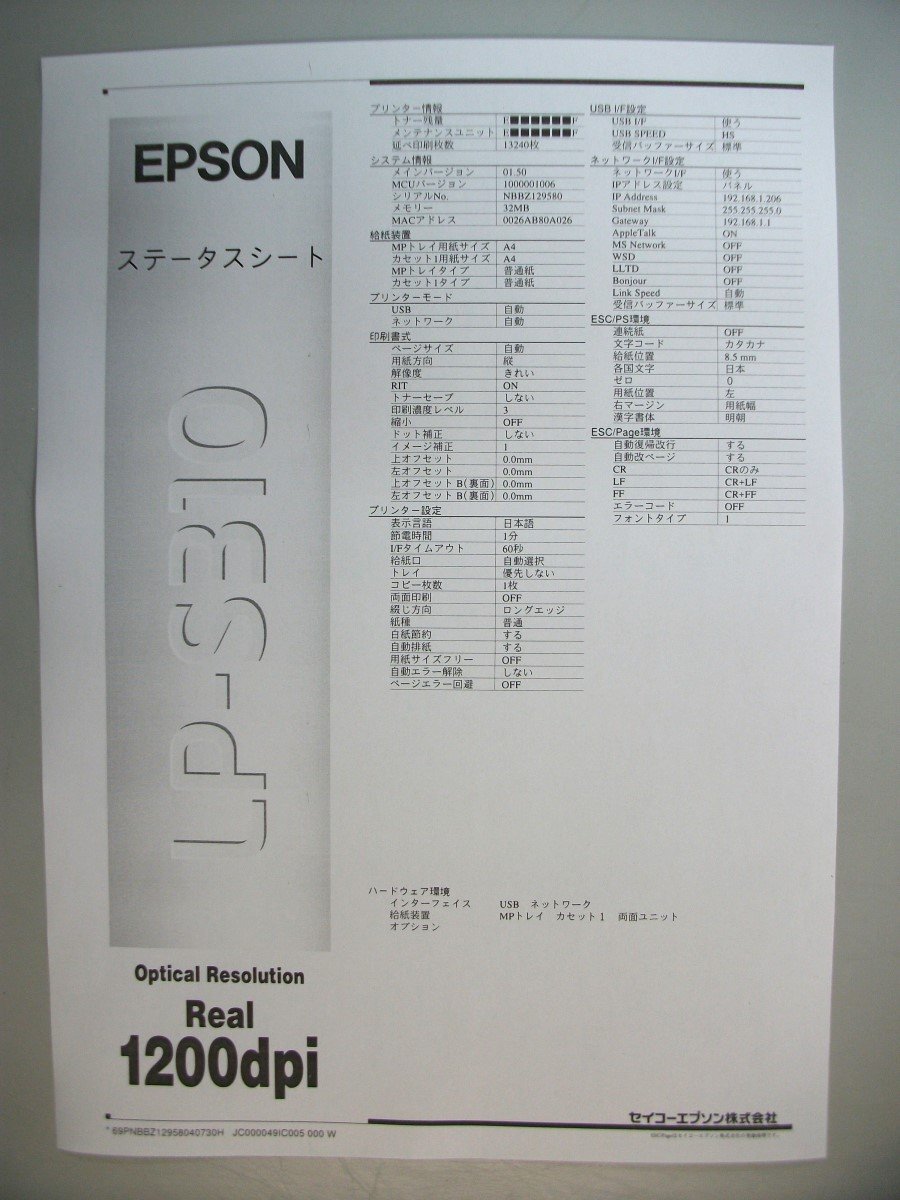 EPSON
ステータスシート
LP-S310
Optical Resolution
Real
1200dpi
プリンター情報
トナー残量 E■■■■■■F
メンテナンスユニット E■■■■■■F
延べ印刷枚数 13240枚
システム情報
メインバージョン 01.50
MCUバージョン 1000001006
シリアルNo. NBBZ129580
メモリー 32MB
MACアドレス 0026AB80A026
給紙装置
MPトレイ用紙サイズ A4
カセット1用紙サイズ A4
MPトレイタイプ 普通紙
カセット1タイプ 普通紙
プリンターモード
USB 自動
ネットワーク 自動
印刷書式
ページサイズ 自動
用紙方向 縦
解像度 きれい
RIT ON
トナーセーブ しない
印刷濃度レベル 3
縮小 OFF
ドット補正 しない
イメージ補正 1
上オフセット 0.0mm
左オフセット 0.0mm
上オフセット B(裏面) 0.0mm
左オフセット B(裏面) 0.0mm
プリンター設定
表示言語 日本語
節電時間 1分
I/Fタイムアウト 60秒
給紙口 自動選択
トレイ 優先しない
コピー枚数 1枚
両面印刷 OFF
綴じ方向 ロングエッジ
紙種 普通
白紙節約 する
自動排紙 する
用紙サイズフリー OFF
自動エラー解除 しない
ページエラー回避 OFF
USB I/F設定
USB I/F 使う
USB SPEED HS
受信バッファーサイズ 標準
ネットワークI/F設定
ネットワークI/F 使う
IPアドレス設定 パネル
IP Address 192.168.1.206
Subnet Mask 255.255.255.0
Gateway 192.168.1.1
AppleTalk ON
MS Network OFF
WSD OFF
LLTD OFF
Bonjour OFF
Link Speed 自動
受信バッファーサイズ 標準
ESC/PS環境
連続紙 OFF
文字コード カタカナ
給紙位置 8.5 mm
各国文字 日本
ゼロ 0
用紙位置 左
右マージン 用紙幅
漢字書体 明朝
ESC/Page環境
自動復帰改行 する
自動改ページ する
CR CRのみ
LF CR+LF
FF CR+FF
エラーコード OFF
フォントタイプ 1
ハードウェア環境
インターフェイス USB ネットワーク
給紙装置 MPトレイ カセット1 両面ユニット
オプション
セイコーエプソン株式会社
ESC/Pageはセイコーエプソン株式会社の登録商標です。
*69PNBBZ12958040730H JC000049IC005 000 W